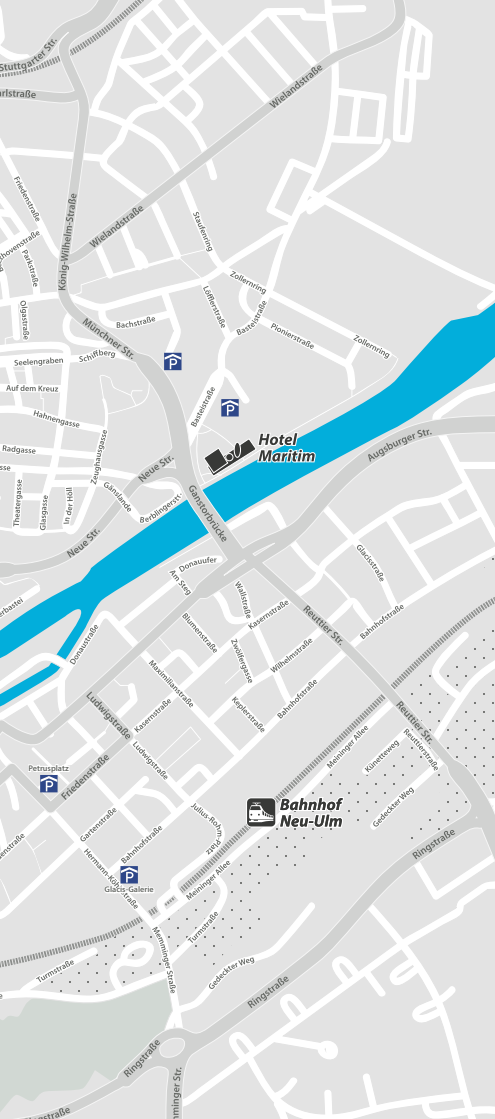 Stuttgarter Str.
Wielandstraße
Friedenstraße
König-Wilhelm-Straße
Wielandstraße
Staufenring
Parkstraße
Zollernring
Löfflerstraße
Basteistraße
Olgastraße
Münchner Str.
Bachstraße
Pionierstraße
Zollernring
Seelengraben
Schiffberg
P
Auf dem Kreuz
Basteistraße
P
Hahnengasse
Hotel
Maritim
Augsburger Str.
Radgasse
Zeughausgasse
Neue Str.
Theatergasse
Glasgasse
In der Höll
Gänslände
Berblingerstr.
Gänstorbrücke
Neue Str.
Donauufer
Am Steg
Wallstraße
Glacisstraße
Blumenstraße
Kasernstraße
Reuttier Str.
Bahnhofstraße
Donaustraße
Zwölfergasse
Wilhelmstraße
Maximilianstraße
Keplerstraße
Bahnhofstraße
Ludwigstraße
Kasernstraße
Reuttier Str.
Meininger Allee
Künetteweg
Reuttierstraße
Ludwigstraße
Petrusplatz
P
Friedenstraße
Gedeckter Weg
Bahnhof
Neu-Ulm
Julius-Rohm-
Platz
Gartenstraße
Bahnhofstraße
Ringstraße
Hermann-Köhl-Straße
P
Glacis-Galerie
Meininger Allee
Turmstraße
Memminger Straße
Turmstraße
Gedeckter Weg
Ringstraße
Ringstraße